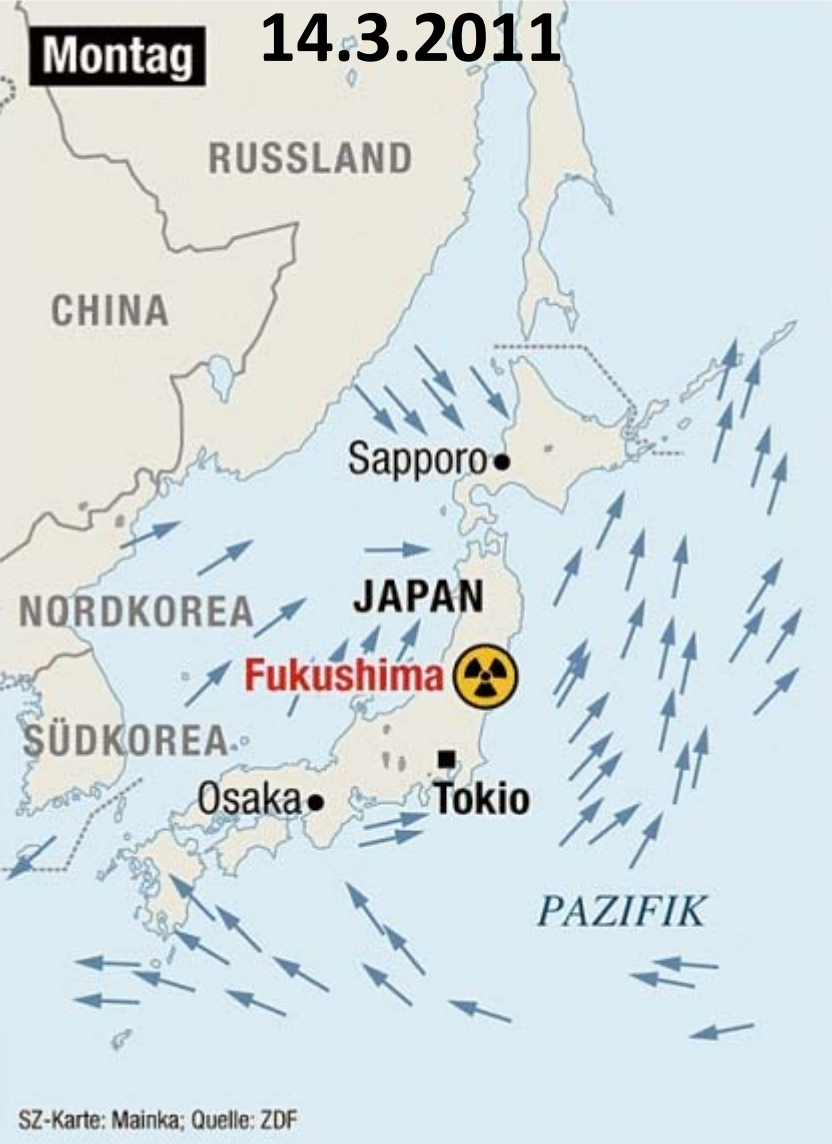 Montag
14.3.2011
RUSSLAND
CHINA
Sapporo
JAPAN
NORDKOREA
Fukushima
SÜDKOREA
Osaka
Tokio
PAZIFIK
SZ-Karte: Mainka; Quelle: ZDF